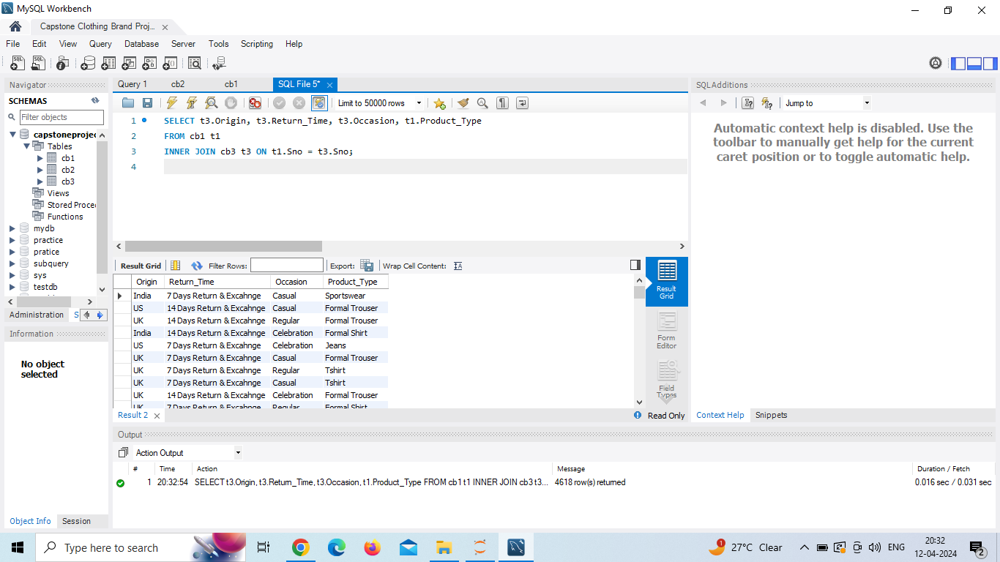 MySQL Workbench
Capstone Clothing Brand Proj...
File Edit View Query Database Server Tools Scripting Help
Navigator
SCHEMAS
Filter objects
capstoneprojec
Tables
cb1
cb2
cb3
Views
Stored Proce
Functions
mydb
practice
pratice
subquery
sys
testdb
Administration S
Information
No object
selected
Object Info Session
Query 1 cb2 cb1 SQL File 5*
Limit to 50000 rows
1 SELECT t3.Origin, t3.Return_Time, t3.Occasion, t1.Product_Type
2 FROM cb1 t1
3 INNER JOIN cb3 t3 ON t1.Sno = t3.Sno;
4
Result Grid Filter Rows: Export: Wrap Cell Content:
Origin Return_Time Occasion Product_Type
India 7 Days Return & Excahnge Casual Sportswear
US 14 Days Return & Excahnge Casual Formal Trouser
UK 14 Days Return & Excahnge Regular Formal Trouser
India 14 Days Return & Excahnge Celebration Formal Shirt
US 7 Days Return & Excahnge Celebration Jeans
UK 7 Days Return & Excahnge Casual Formal Trouser
UK 7 Days Return & Excahnge Regular Tshirt
UK 7 Days Return & Excahnge Casual Tshirt
UK 14 Days Return & Excahnge Celebration Formal Trouser
UK 7 Days Return & Excahnge Regular Formal Shirt
Result
Grid
Form
Editor
Field
Types
Result 2 Read Only
SQLAdditions
Jump to
Automatic context help is disabled. Use the
toolbar to manually get help for the current
caret position or to toggle automatic help.
Context Help Snippets
Output
Action Output
# Time Action Message Duration / Fetch
1 20:32:54 SELECT t3.Origin, t3.Return_Time, t3.Occasion, t1.Product_Type FROM cb1 t1 INNER JOIN cb3 t3... 4618 row(s) returned 0.016 sec / 0.031 sec
Type here to search
1 27°C Clear ENG
20:32
12-04-2024
2